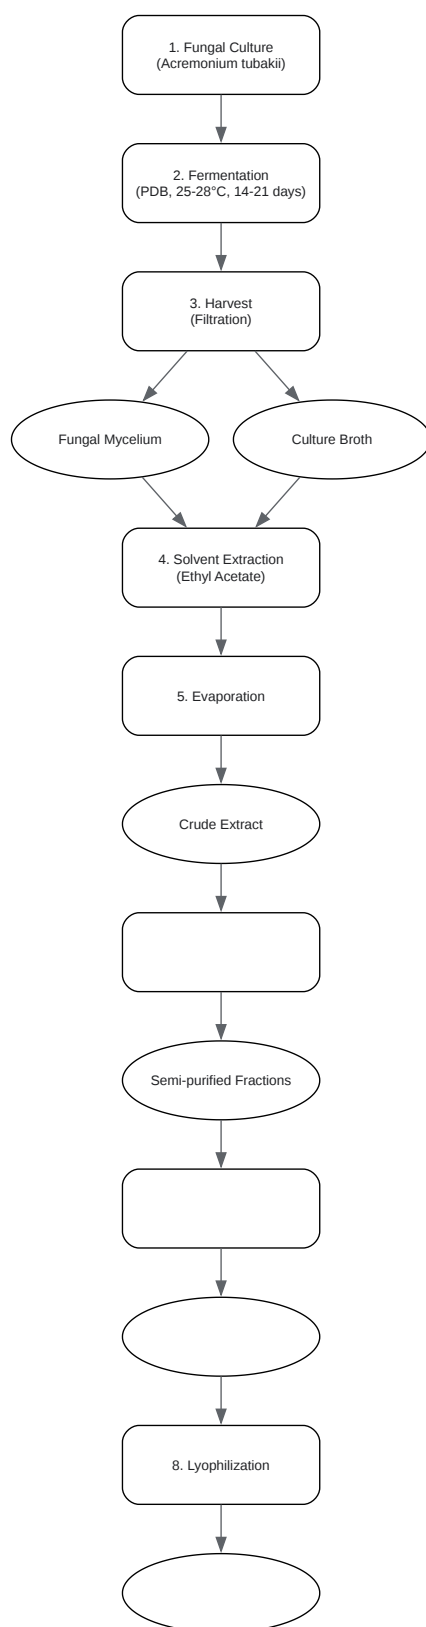 1. Fungal Culture
(Acremonium tubakii)
2. Fermentation
(PDB, 25-28°C, 14-21 days)
3. Harvest
(Filtration)
Fungal Mycelium
Culture Broth
4. Solvent Extraction
(Ethyl Acetate)
5. Evaporation
Crude Extract
Semi-purified Fractions
8. Lyophilization